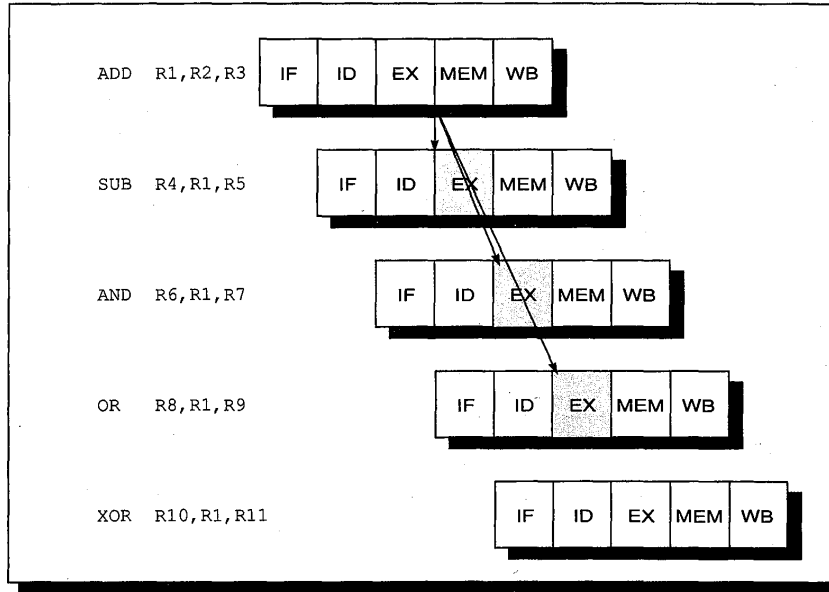 ADD R1,R2,R3 IF ID EX MEM WB
SUB R4,R1,R5 IF ID EX MEM WB
AND R6,R1,R7 IF ID EX MEM WB
OR R8,R1,R9 IF ID EX MEM WB
XOR R10,R1,R11 IF ID EX MEM WB